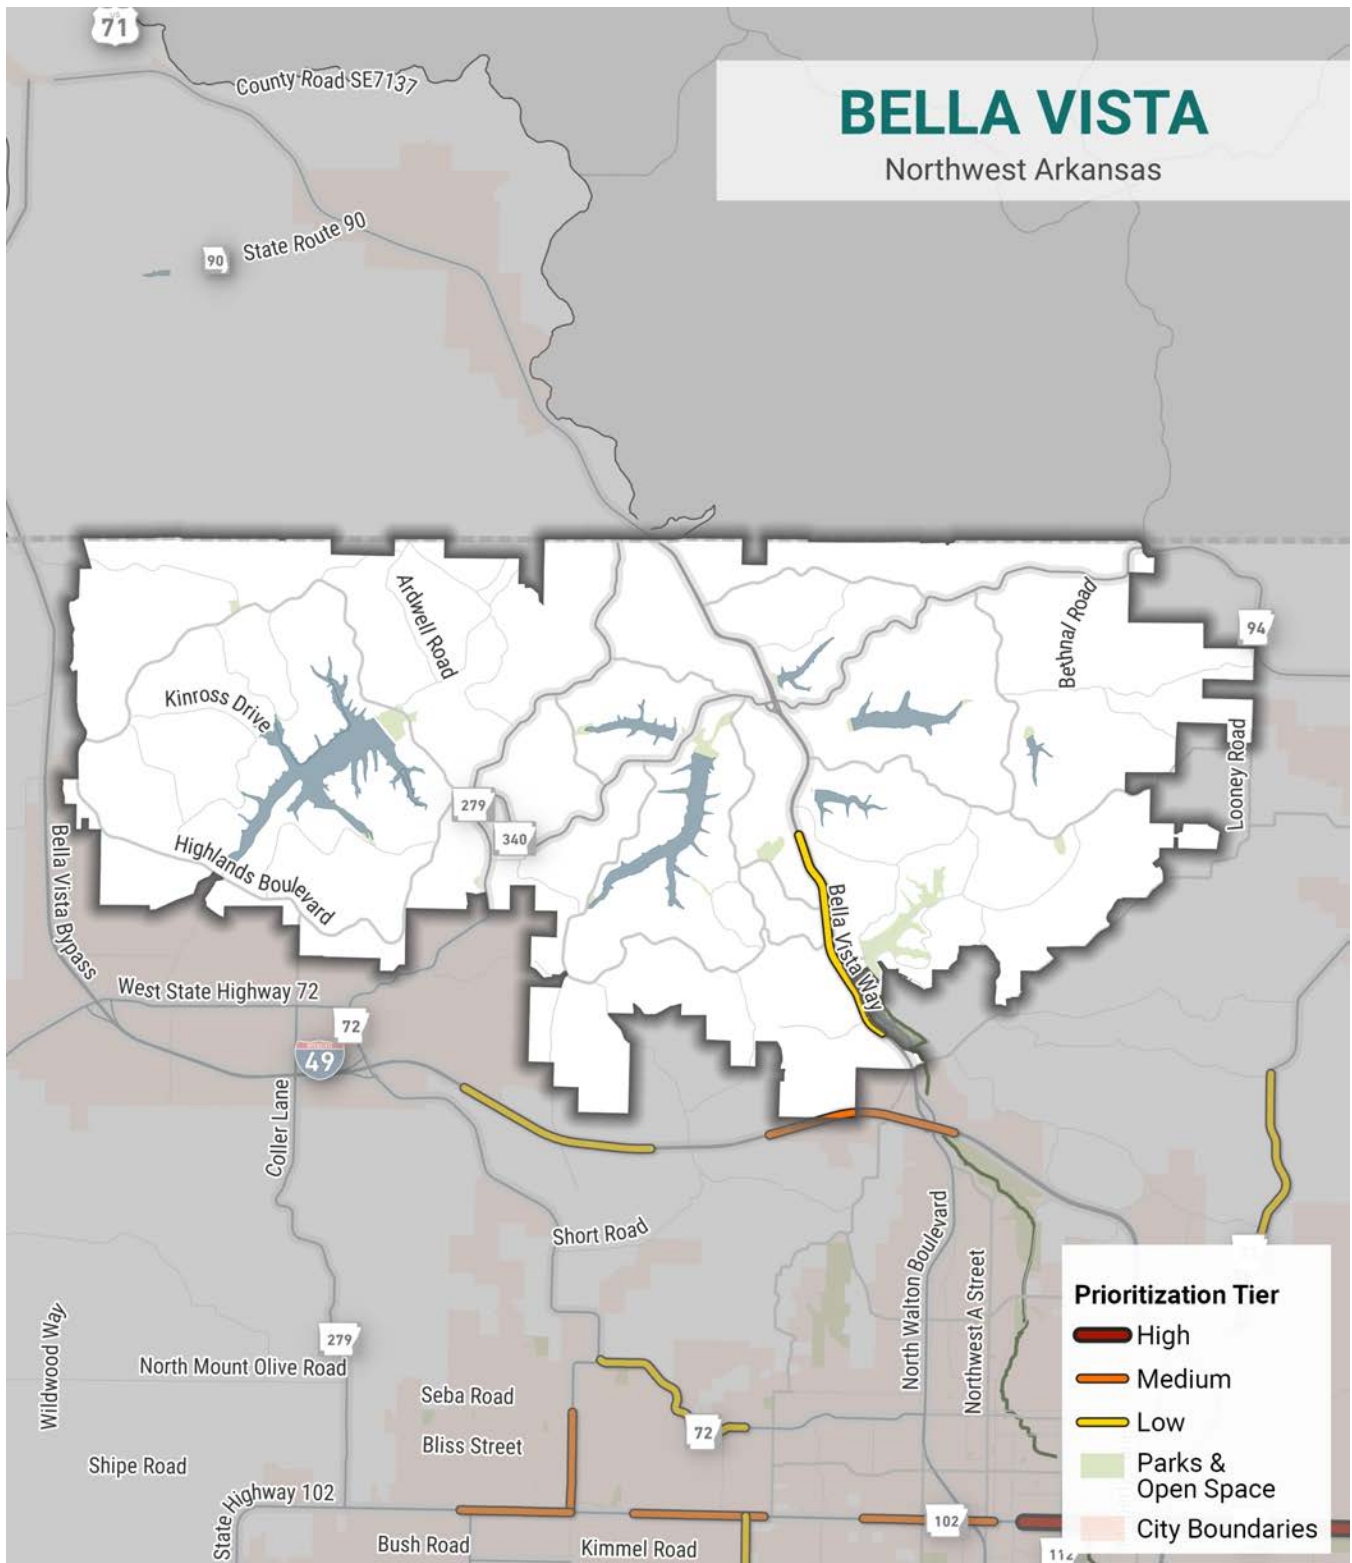 71
County Road SE7137
BELLA VISTA
Northwest Arkansas
State Route 90
90
Ardwell Road
Bethnal Road
94
Kinross Drive
Looney Road
279
340
Highlands Boulevard
Bella Vista Bypass
Bella Vista Way
West State Highway 72
72
49
Coller Lane
Short Road
North Walton Boulevard
Northwest A Street
Prioritization Tier
High
Medium
Low
Parks &
Open Space
City Boundaries
Wildwood Way
279
North Mount Olive Road
Seba Road
Bliss Street
72
Shipe Road
State Highway 102
Bush Road
Kimmel Road
102
112